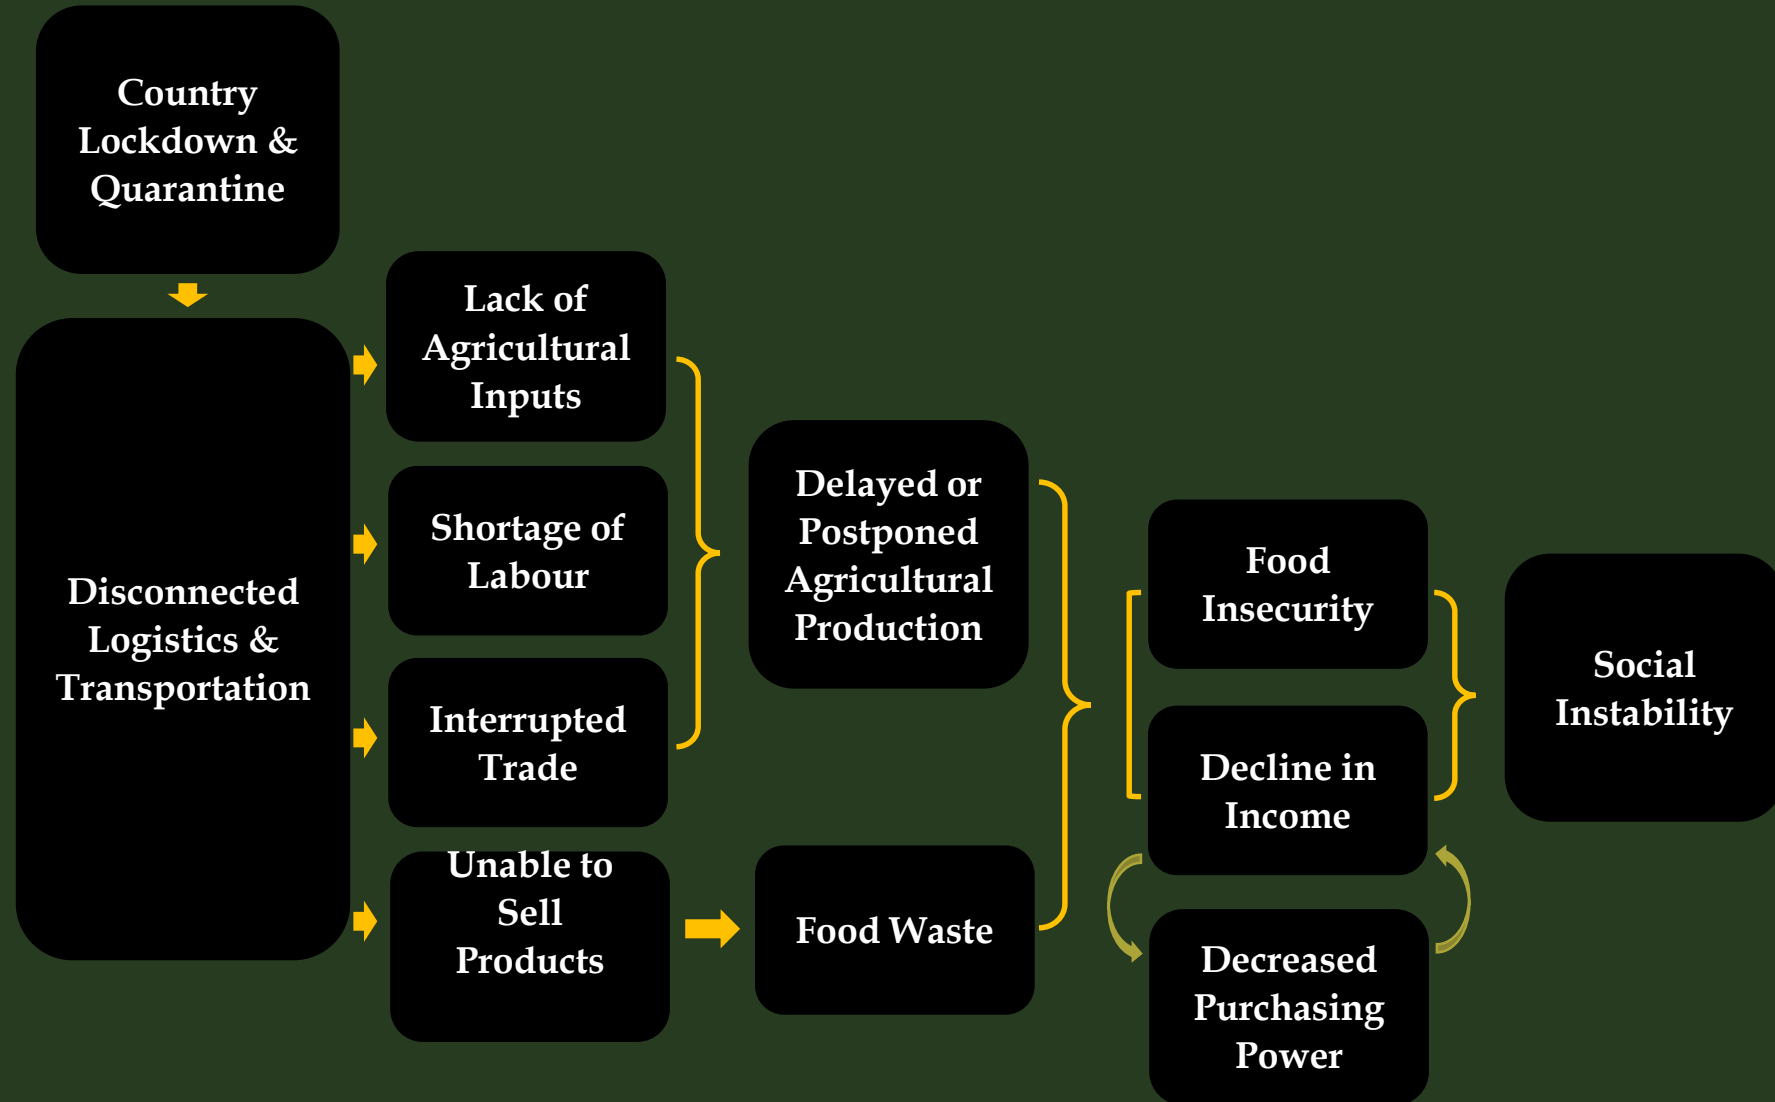 Country
Lockdown &
Quarantine
Disconnected
Logistics &
Transportation
Lack of
Agricultural
Inputs
Shortage of
Labour
Interrupted
Trade
Unable to
Sell
Products
Delayed or
Postponed
Agricultural
Production
Food Waste
Food
Insecurity
Decline in
Income
Decreased
Purchasing
Power
Social
Instability